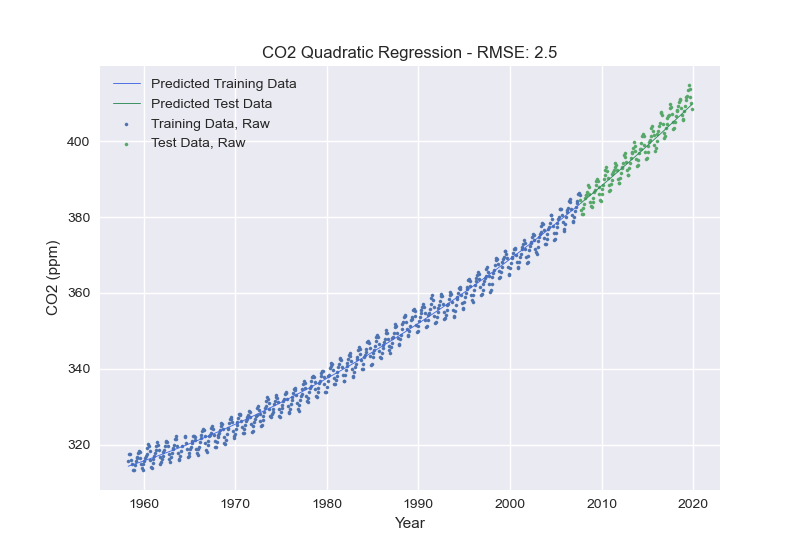 CO2 Quadratic Regression - RMSE: 2.5
Predicted Training Data
Predicted Test Data
Training Data, Raw
Test Data, Raw
400
380
360
340
320
CO2 (ppm)
1960 1970 1980 1990 2000 2010 2020
Year